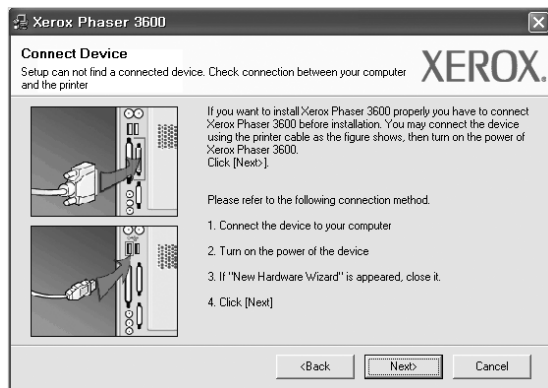 Xerox Phaser 3600
Connect Device
Setup can not find a connected device. Check connection between your computer
and the printer
XEROX.
If you want to install Xerox Phaser 3600 properly you have to connect
Xerox Phaser 3600 before installation. You may connect the device
using the printer cable as the figure shows, then turn on the power of
Xerox Phaser 3600.
Click [Next>].
Please refer to the following connection method.
1. Connect the device to your computer
2. Turn on the power of the device
3. If "New Hardware Wizard" is appeared, close it.
4. Click [Next]
<Back
Next>
Cancel